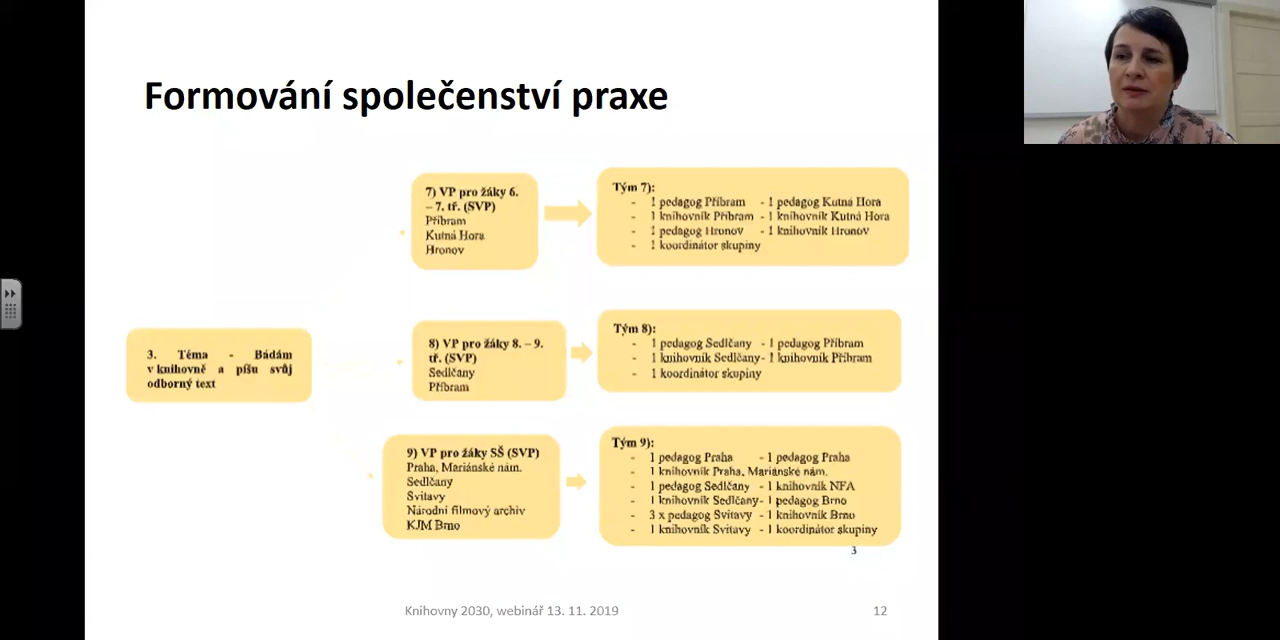 Formování společenství praxe
3. Téma - Bádám
v knihovně a píšu svůj
odborný text
7) VP pro žáky 6.
– 7. tř. (SVP)
Příbram
Kutná Hora
Hronov
Tým 7):
- 1 pedagog Příbram - 1 pedagog Kutná Hora
- 1 knihovník Příbram - 1 knihovník Kutná Hora
- 1 pedagog Hronov - 1 knihovník Hronov
- 1 koordinátor skupiny
8) VP pro žáky 8. – 9.
tř. (SVP)
Sedlčany
Příbram
Tým 8):
- 1 pedagog Sedlčany - 1 pedagog Příbram
- 1 knihovník Sedlčany- 1 knihovník Příbram
- 1 koordinátor skupiny
9) VP pro žáky SŠ (SVP)
Praha, Mariánské nám.
Sedlčany
Svitavy
Národní filmový archiv
KJM Brno
Tým 9):
- 1 pedagog Praha - 1 pedagog Praha
- 1 knihovník Praha, Mariánské nám.
- 1 pedagog Sedlčany - 1 knihovník NFA
- 1 knihovník Sedlčany- 1 pedagog Brno
- 3 x pedagog Svitavy - 1 knihovník Brno
- 1 knihovník Svitavy - 1 koordinátor skupiny
3
Knihovny 2030, webinář 13. 11. 2019
12